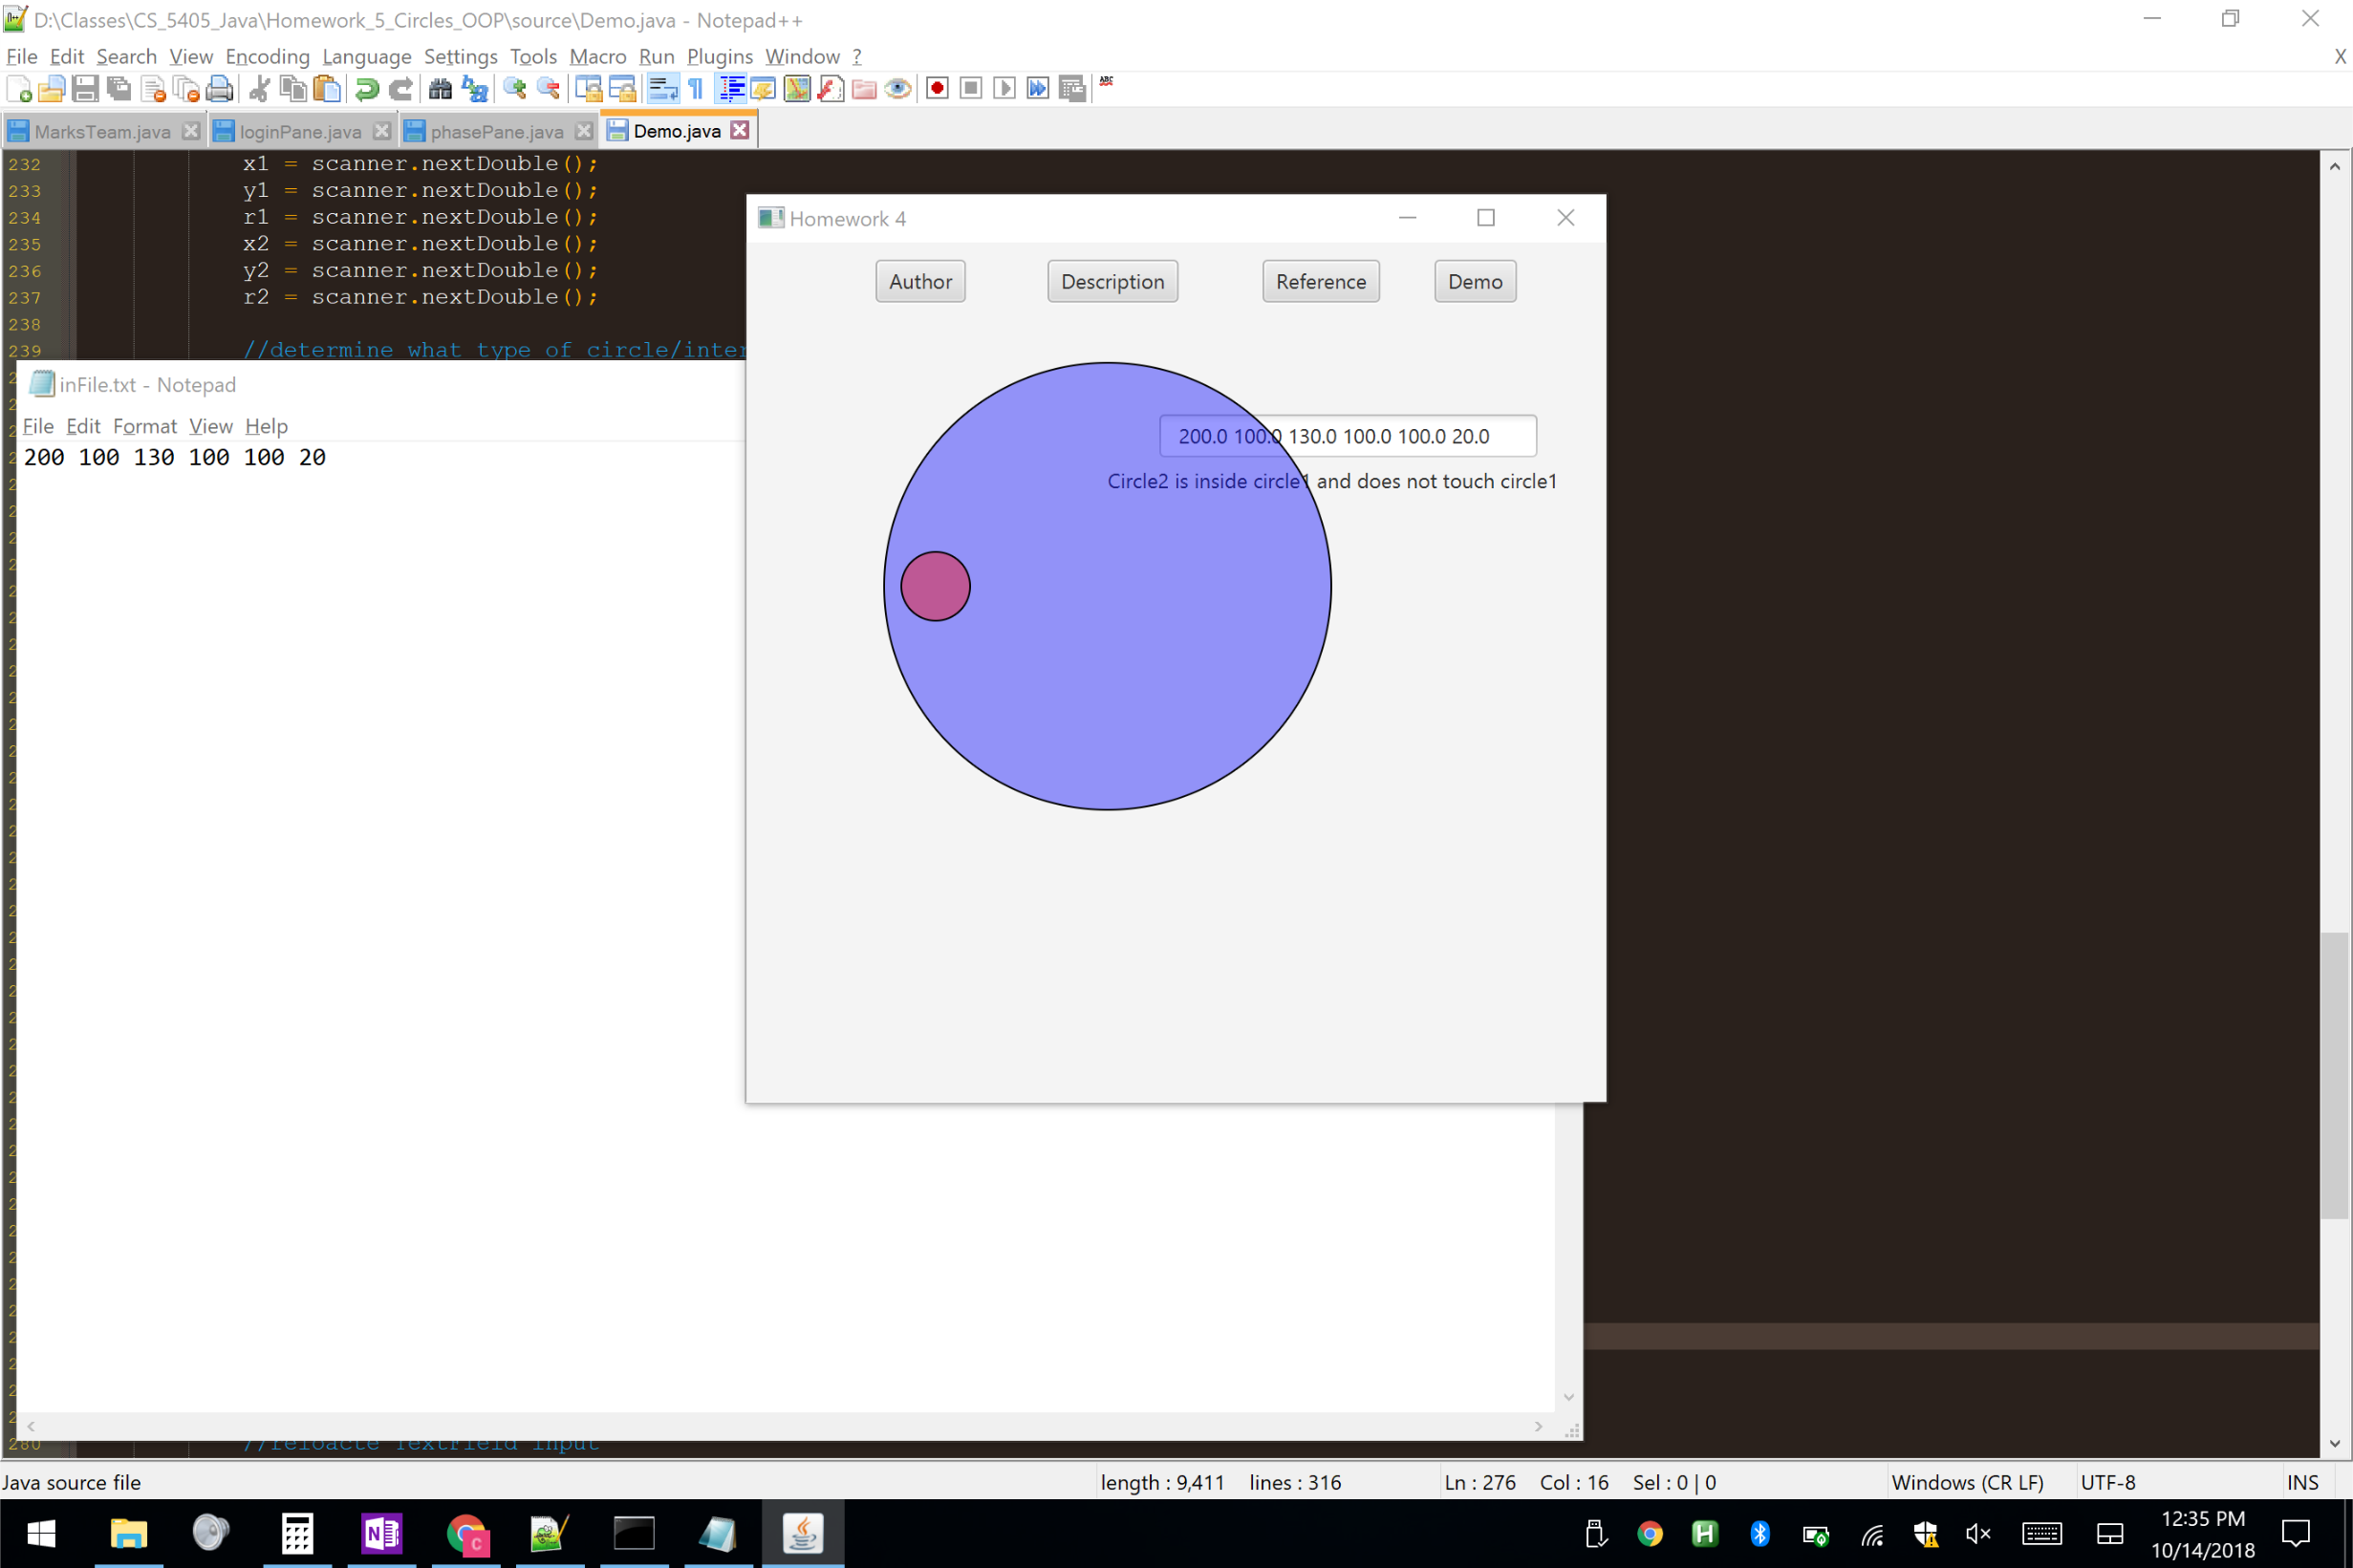 D:\Classes\CS_5405_Java\Homework_5_Circles_OOP\source\Demo.java - Notepad++
File Edit Search View Encoding Language Settings Tools Macro Run Plugins Window ? X
MarksTeam.java loginPane.java phasePane.java Demo.java
232 x1 = scanner.nextDouble();
233 y1 = scanner.nextDouble();
234 r1 = scanner.nextDouble();
235 x2 = scanner.nextDouble();
236 y2 = scanner.nextDouble();
237 r2 = scanner.nextDouble();
238
239 //determine what type of circle/inter
inFile.txt - Notepad
File Edit Format View Help
200 100 130 100 100 20
Homework 4
Author Description Reference Demo
200.0 100.0 130.0 100.0 100.0 20.0
Circle2 is inside circle1 and does not touch circle1
280 //reloacte TextField input
Java source file length : 9,411 lines : 316 Ln : 276 Col : 16 Sel : 0 | 0 Windows (CR LF) UTF-8 INS
12:35 PM
10/14/2018